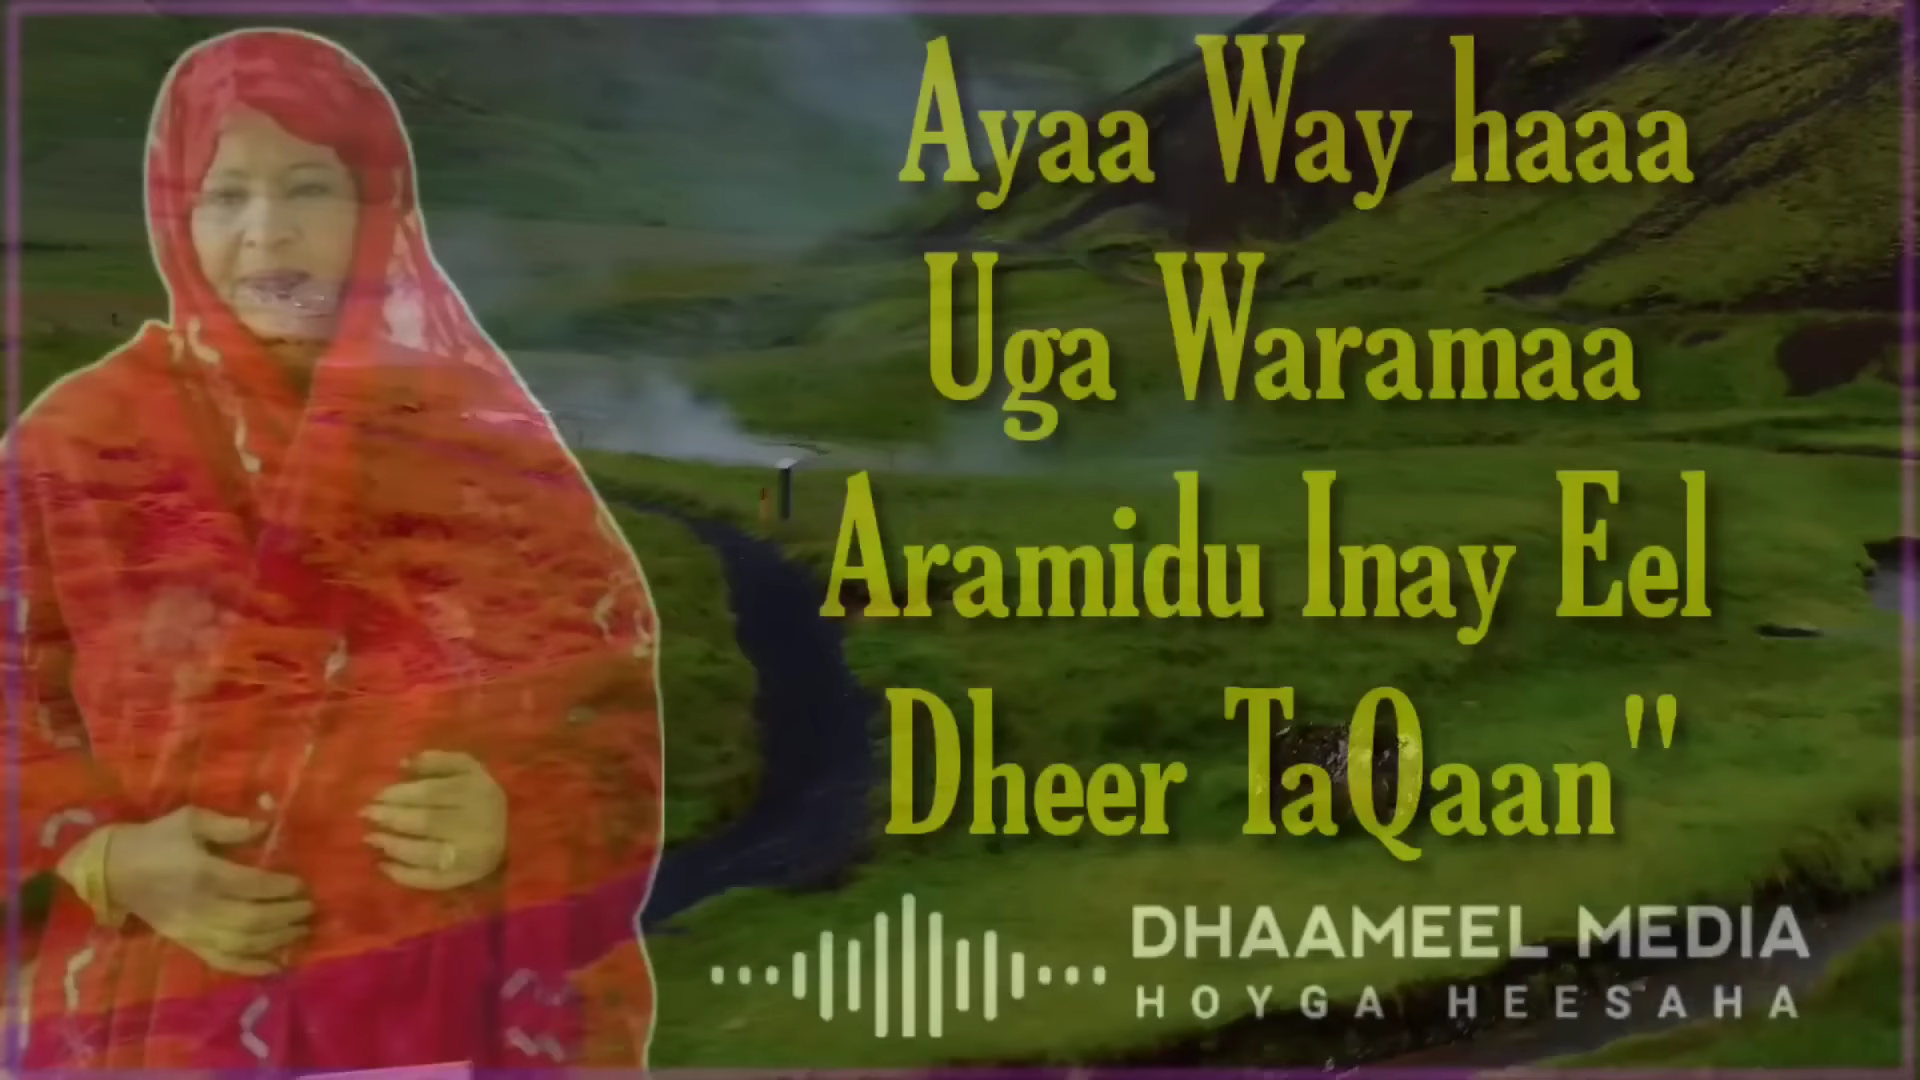 Ayaa Way haaa
Uga Waramaa
Aramidu Inay Eel
Dheer TaQaan"
DHAAMEEL MEDIA
HOYGA HEESAHA